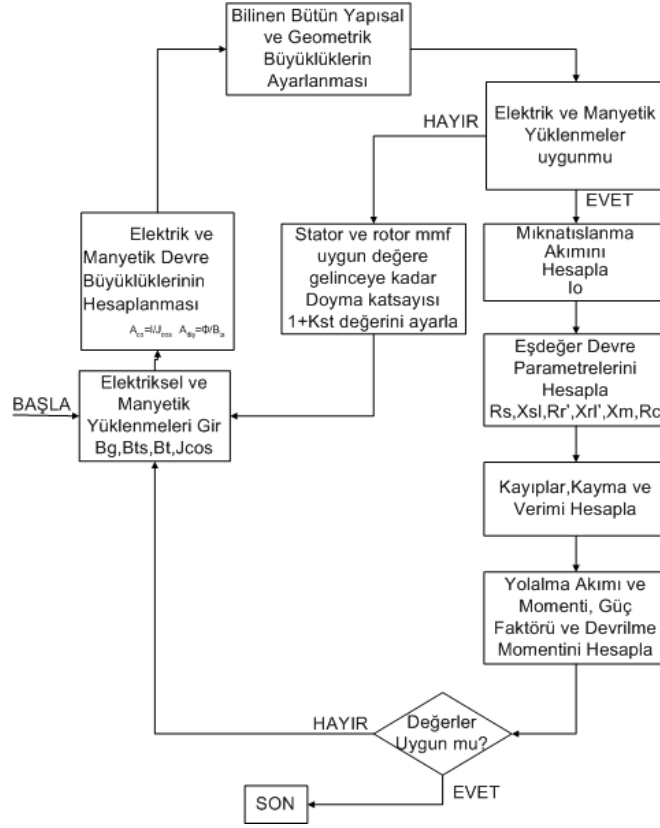 Bilinen Bütün Yapısal
ve Geometrik
Büyüklüklerin
Ayarlanması
HAYIR
Elektrik ve Manyetik
Yüklenmeler
uygunmu
EVET
Elektrik ve
Manyetik Devre
Büyüklüklerinin
Hesaplanması
Stator ve rotor mmf
uygun değere
gelinceye kadar
Doyma katsayısı
1+Kst değerini ayarla
Mıknatıslanma
Akımını
Hesapla
Io
BAŞLA
Elektriksel ve
Manyetik
Yüklenmeleri Gir
Bg,Bts,Bt,Jcos
Eşdeğer Devre
Parametrelerini
Hesapla
Rs,Xsl,Rr',Xrl',Xm,Rc
Kayıplar,Kayma ve
Verimi Hesapla
Yolalma Akımı ve
Momenti, Güç
Faktörü ve Devrilme
Momentini Hesapla
HAYIR
Değerler
Uygun mu?
EVET
SON